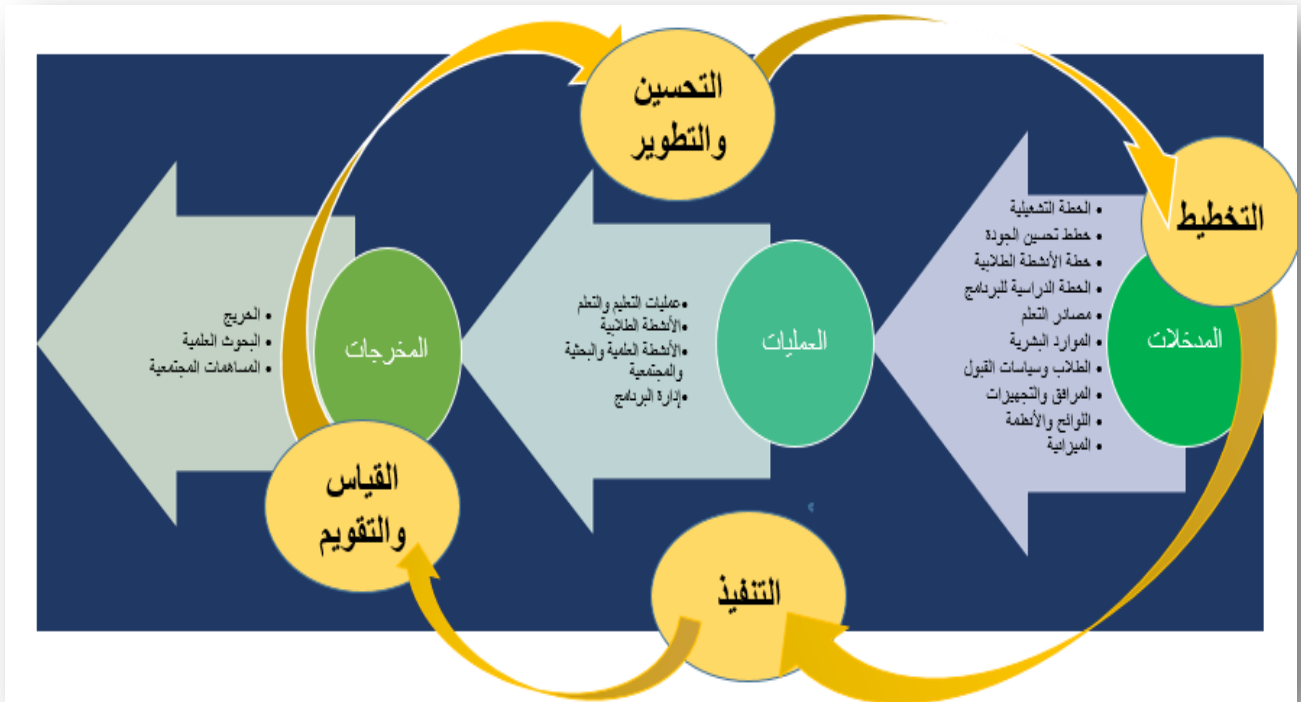 التحسين
والتطوير
التخطيط
المدخلات
• الخطة التشغيلية
• خطط تحسين الجودة
• خطة الأنشطة الطلابية
• الخطة الدراسية للبرنامج
• مصادر التعلم
• الموارد البشرية
• الطلاب وسياسات القبول
• المرافق والتجهيزات
• اللوائح والأنظمة
• الميزانية
العمليات
•عمليات التعليم والتعلم
•الأنشطة الطلابية
•الأنشطة العلمية والبحثية
والمجتمعية
•إدارة البرنامج
المخرجات
• الخريج
• البحوث العلمية
• المساهمات المجتمعية
القياس
والتقويم
التنفيذ